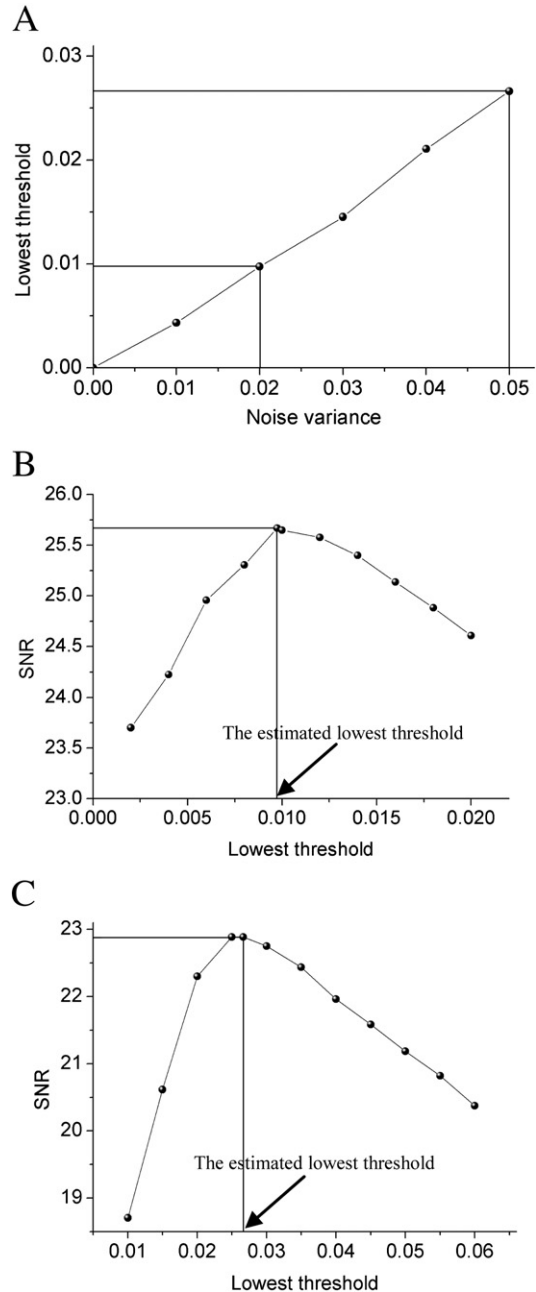 A
0.03
0.02
0.01
0.00
Lowest threshold
0.00 0.01 0.02 0.03 0.04 0.05
Noise variance
B
26.0
25.5
25.0
24.5
24.0
23.5
23.0
SNR
The estimated lowest threshold
0.000 0.005 0.010 0.015 0.020
Lowest threshold
C
23
22
21
20
19
SNR
The estimated lowest threshold
0.01 0.02 0.03 0.04 0.05 0.06
Lowest threshold